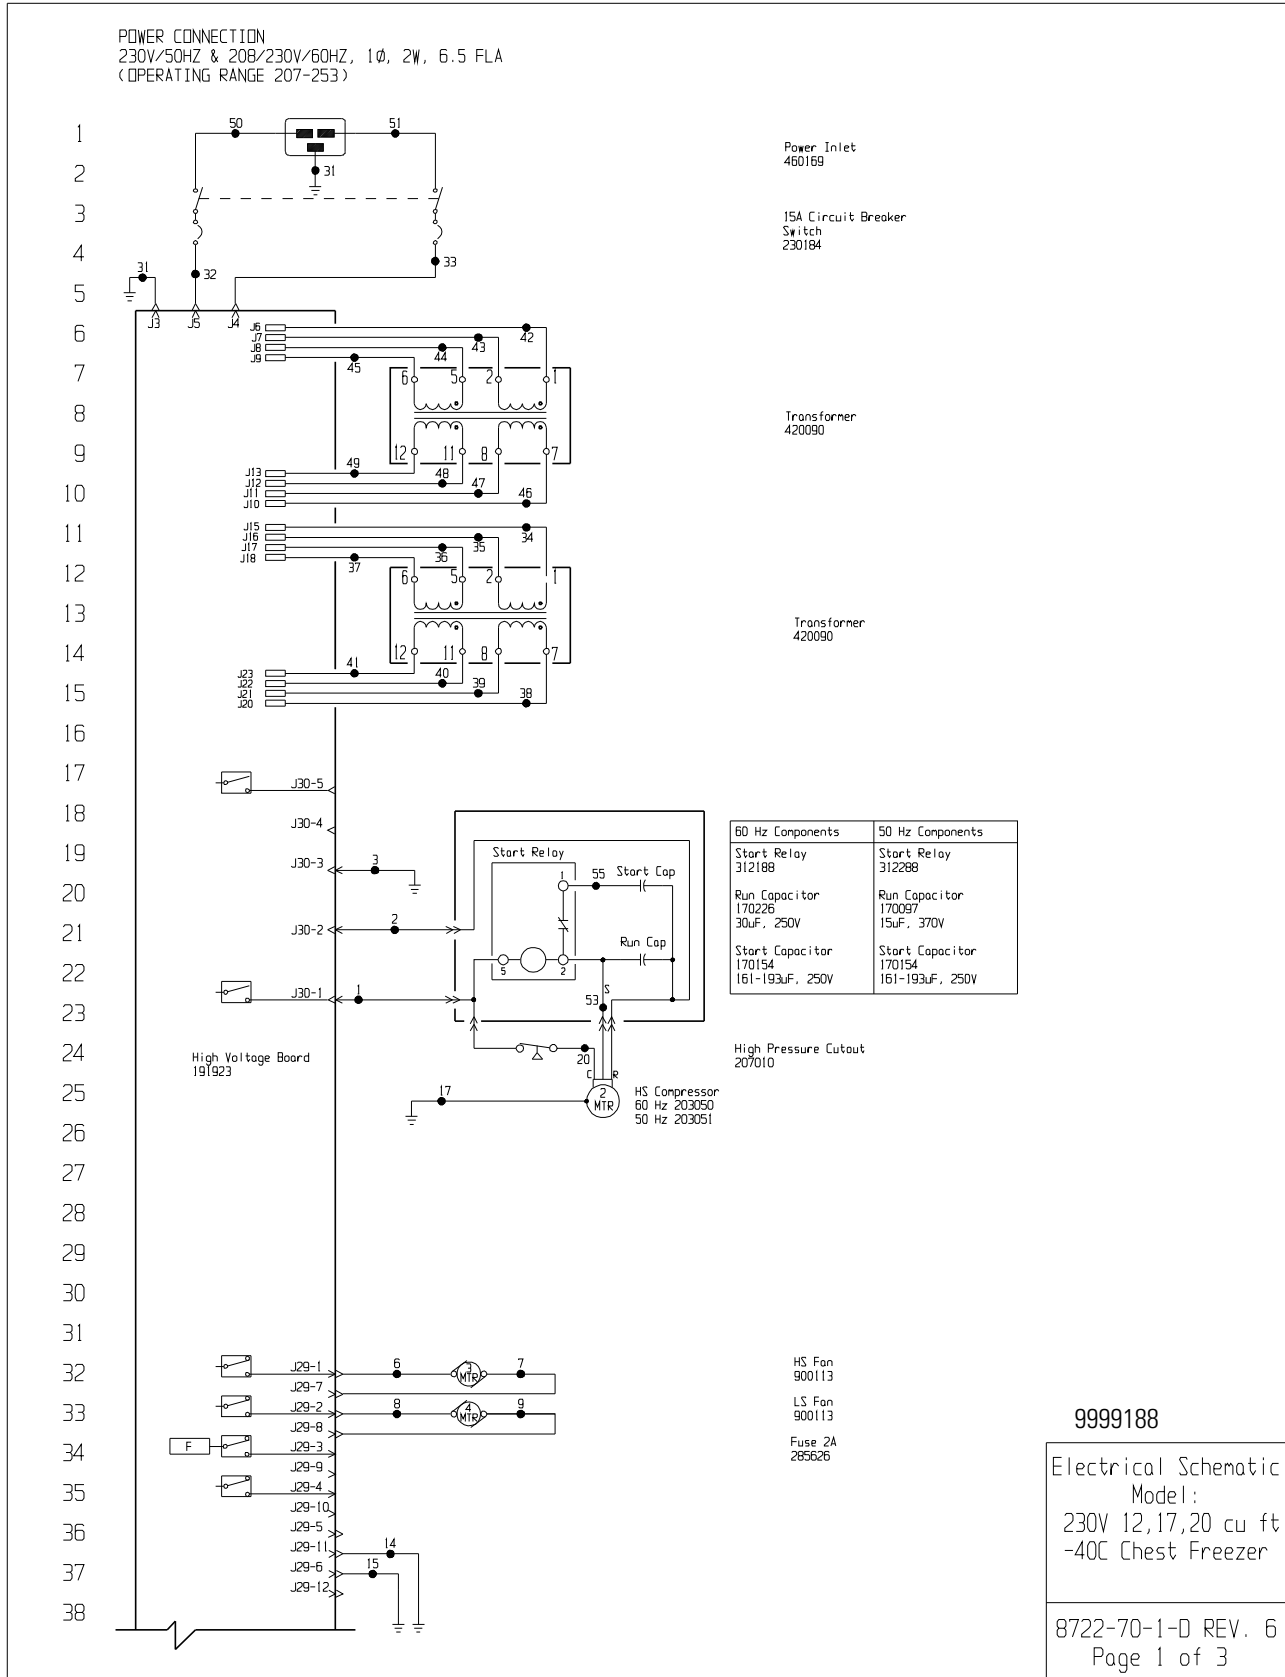 POWER CONNECTION
230V/50HZ & 208/230V/60HZ, 1Ø, 2W, 6.5 FLA
(OPERATING RANGE 207-253)
1
50
51
Power Inlet
460169
2
31
3
15A Circuit Breaker
Switch
230184
4
31
32
33
5
J3
J5
J4
6
J6
J7
J8
J9
42
43
44
45
7
6
5
2
1
8
Transformer
420090
9
12
11
8
7
10
J13
J12
J11
J10
49
48
47
46
11
J15
J16
J17
J18
34
35
36
37
12
6
5
2
1
13
Transformer
420090
14
12
11
8
7
15
J23
J22
J21
J20
41
40
39
38
16
17
J30-5
18
J30-4
19
J30-3
3
Start Relay
1
55
Start Cap
60 Hz Components
50 Hz Components
Start Relay
312188
Start Relay
312288
20
Run Capacitor
170226
30uF, 250V
Run Capacitor
170097
15uF, 370V
21
J30-2
2
Run Cap
22
5
2
Start Capacitor
170154
161-193uF, 250V
Start Capacitor
170154
161-193uF, 250V
J30-1
1
S
53
23
24
High Voltage Board
191923
20
High Pressure Cutout
207010
C
R
25
17
2
MTR
HS Compressor
60 Hz 203050
50 Hz 203051
26
27
28
29
30
31
32
J29-1
6
3
MTR
7
HS Fan
900113
J29-7
33
J29-2
8
4
MTR
9
LS Fan
900113
J29-8
34
F
J29-3
Fuse 2A
285626
J29-9
35
J29-4
J29-10
36
J29-5
J29-11
14
37
J29-6
15
J29-12
38
9999188
Electrical Schematic
Model:
230V 12,17,20 cu ft
-40C Chest Freezer
8722-70-1-D REV. 6
Page 1 of 3